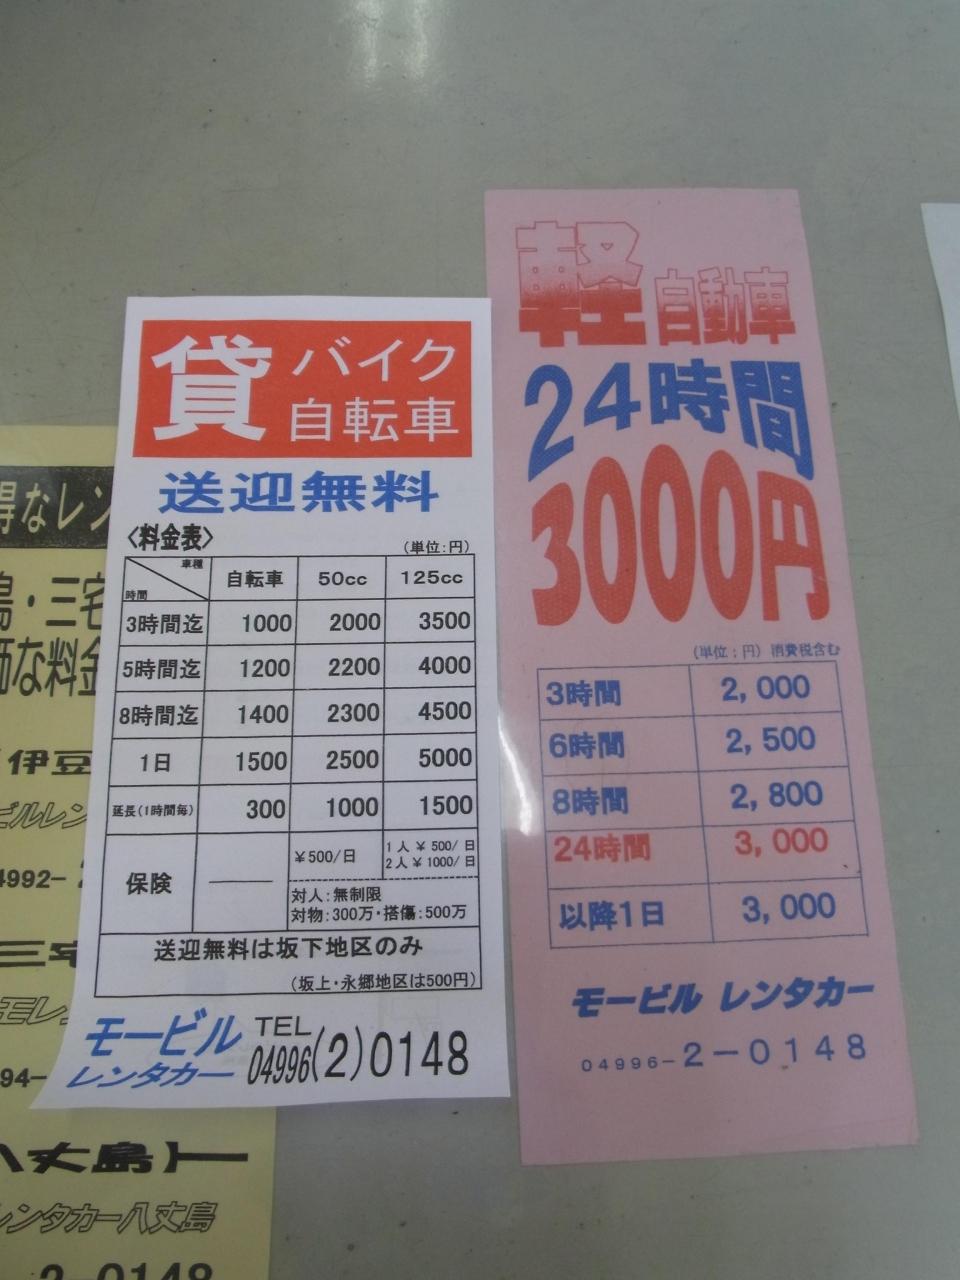 貸 バイク
自転車
送迎無料
〈料金表〉 (単位:円)
車種
時間 自転車 50cc 125cc
3時間迄 1000 2000 3500
5時間迄 1200 2200 4000
8時間迄 1400 2300 4500
1日 1500 2500 5000
延長(1時間毎) 300 1000 1500
保険 ¥500/日 1人¥500/日
2人¥1000/日
対人:無制限
対物:300万・搭傷:500万
送迎無料は坂下地区のみ
(坂上・永郷地区は500円)
モービル
レンタカー
TEL
04996(2)0148
軽自動車
24時間
3000円
(単位:円) 消費税含む
3時間 2,000
6時間 2,500
8時間 2,800
24時間 3,000
以降1日 3,000
モービル レンタカー
04996-2-0148
得なレン
島・三宅
価な料金
伊豆
ビルレン
4992-
三宅
モレ
94-
八丈島】
レンタカー八丈島
2-0148